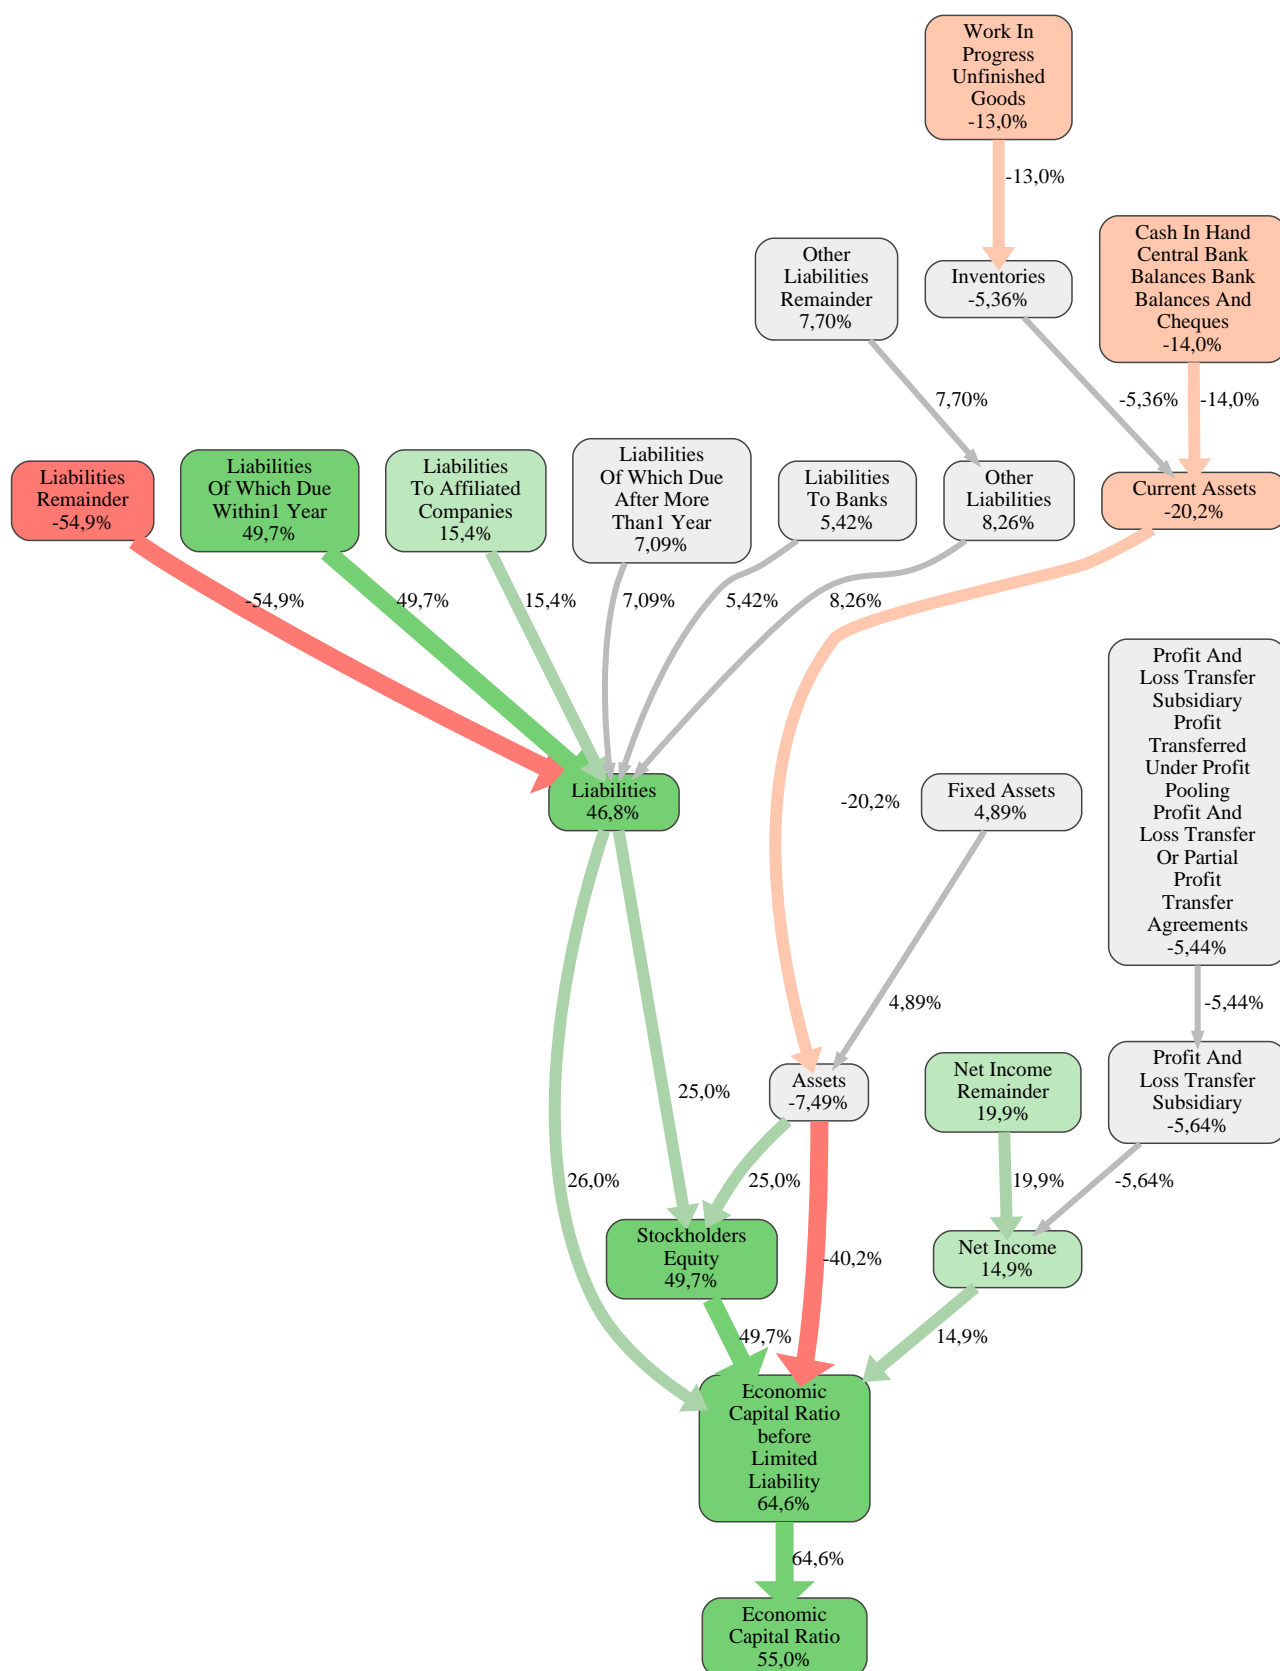 Work In
Progress
Unfinished
Goods
-13,0%
-13,0%
Cash In Hand
Central Bank
Balances Bank
Balances And
Cheques
-14,0%
Other
Liabilities
Remainder
7,70%
Inventories
-5,36%
7,70%
-5,36%
-14,0%
Liabilities
Remainder
-54,9%
Liabilities
Of Which Due
Within1 Year
49,7%
Liabilities
To Affiliated
Companies
15,4%
Liabilities
Of Which Due
After More
Than1 Year
7,09%
Liabilities
To Banks
5,42%
Other
Liabilities
8,26%
Current Assets
-20,2%
-54,9%
49,7%
15,4%
7,09%
5,42%
8,26%
Profit And
Loss Transfer
Subsidiary
Profit
Transferred
Under Profit
Pooling
Profit And
Loss Transfer
Or Partial
Profit
Transfer
Agreements
-5,44%
Liabilities
46,8%
-20,2%
Fixed Assets
4,89%
4,89%
-5,44%
Assets
-7,49%
Net Income
Remainder
19,9%
Profit And
Loss Transfer
Subsidiary
-5,64%
25,0%
26,0%
25,0%
19,9%
-5,64%
Stockholders
Equity
49,7%
-40,2%
Net Income
14,9%
49,7%
14,9%
Economic
Capital Ratio
before
Limited
Liability
64,6%
64,6%
Economic
Capital Ratio
55,0%